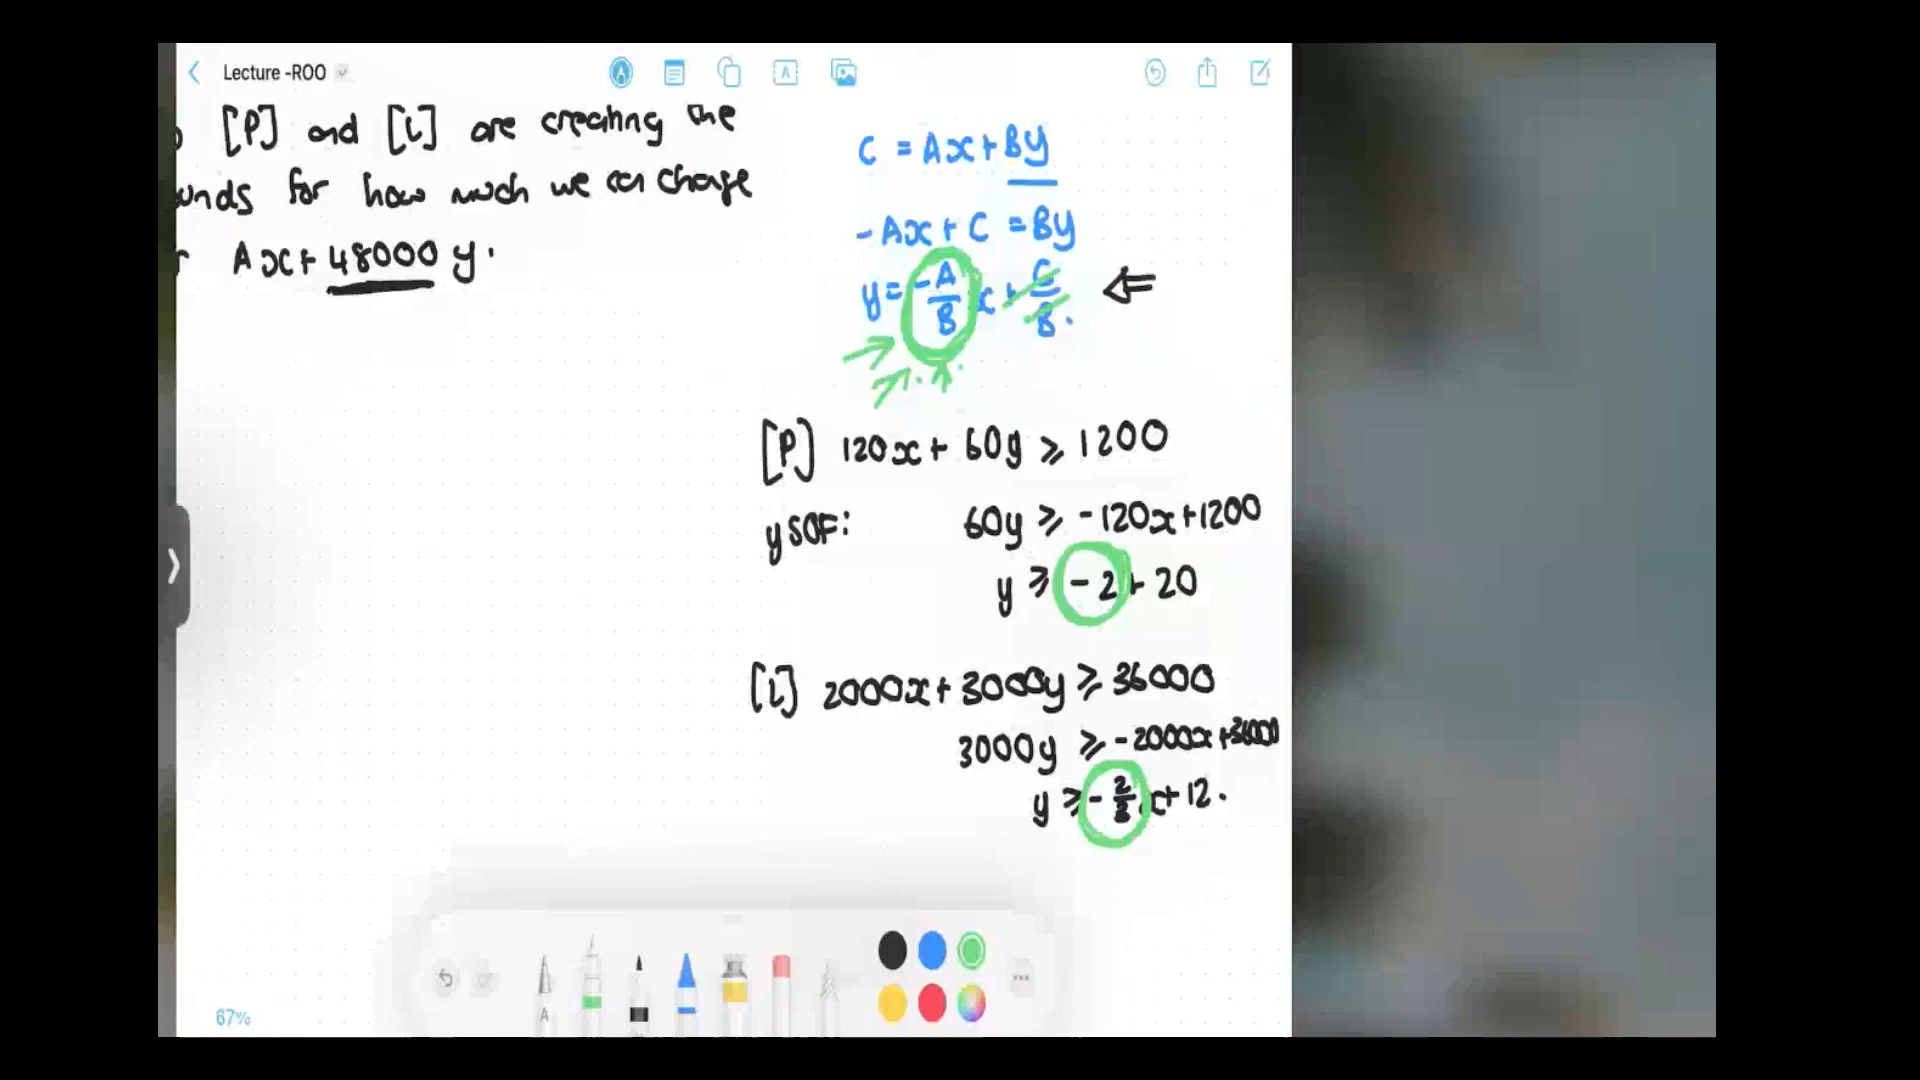 Lecture -ROO
[P] and [L] are creating the
unds for how much we can change
r Ax + 48000 y.
C = Ax + By
-Ax + C = By
y = -A/B x + C/B.
[P] 120x + 60y ≥ 1200
ySOF: 60y ≥ -120x + 1200
y ≥ -2 + 20
[L] 2000x + 3000y ≥ 36000
3000y ≥ -2000x + 36000
y ≥ -2/3 x + 12.
A
67%